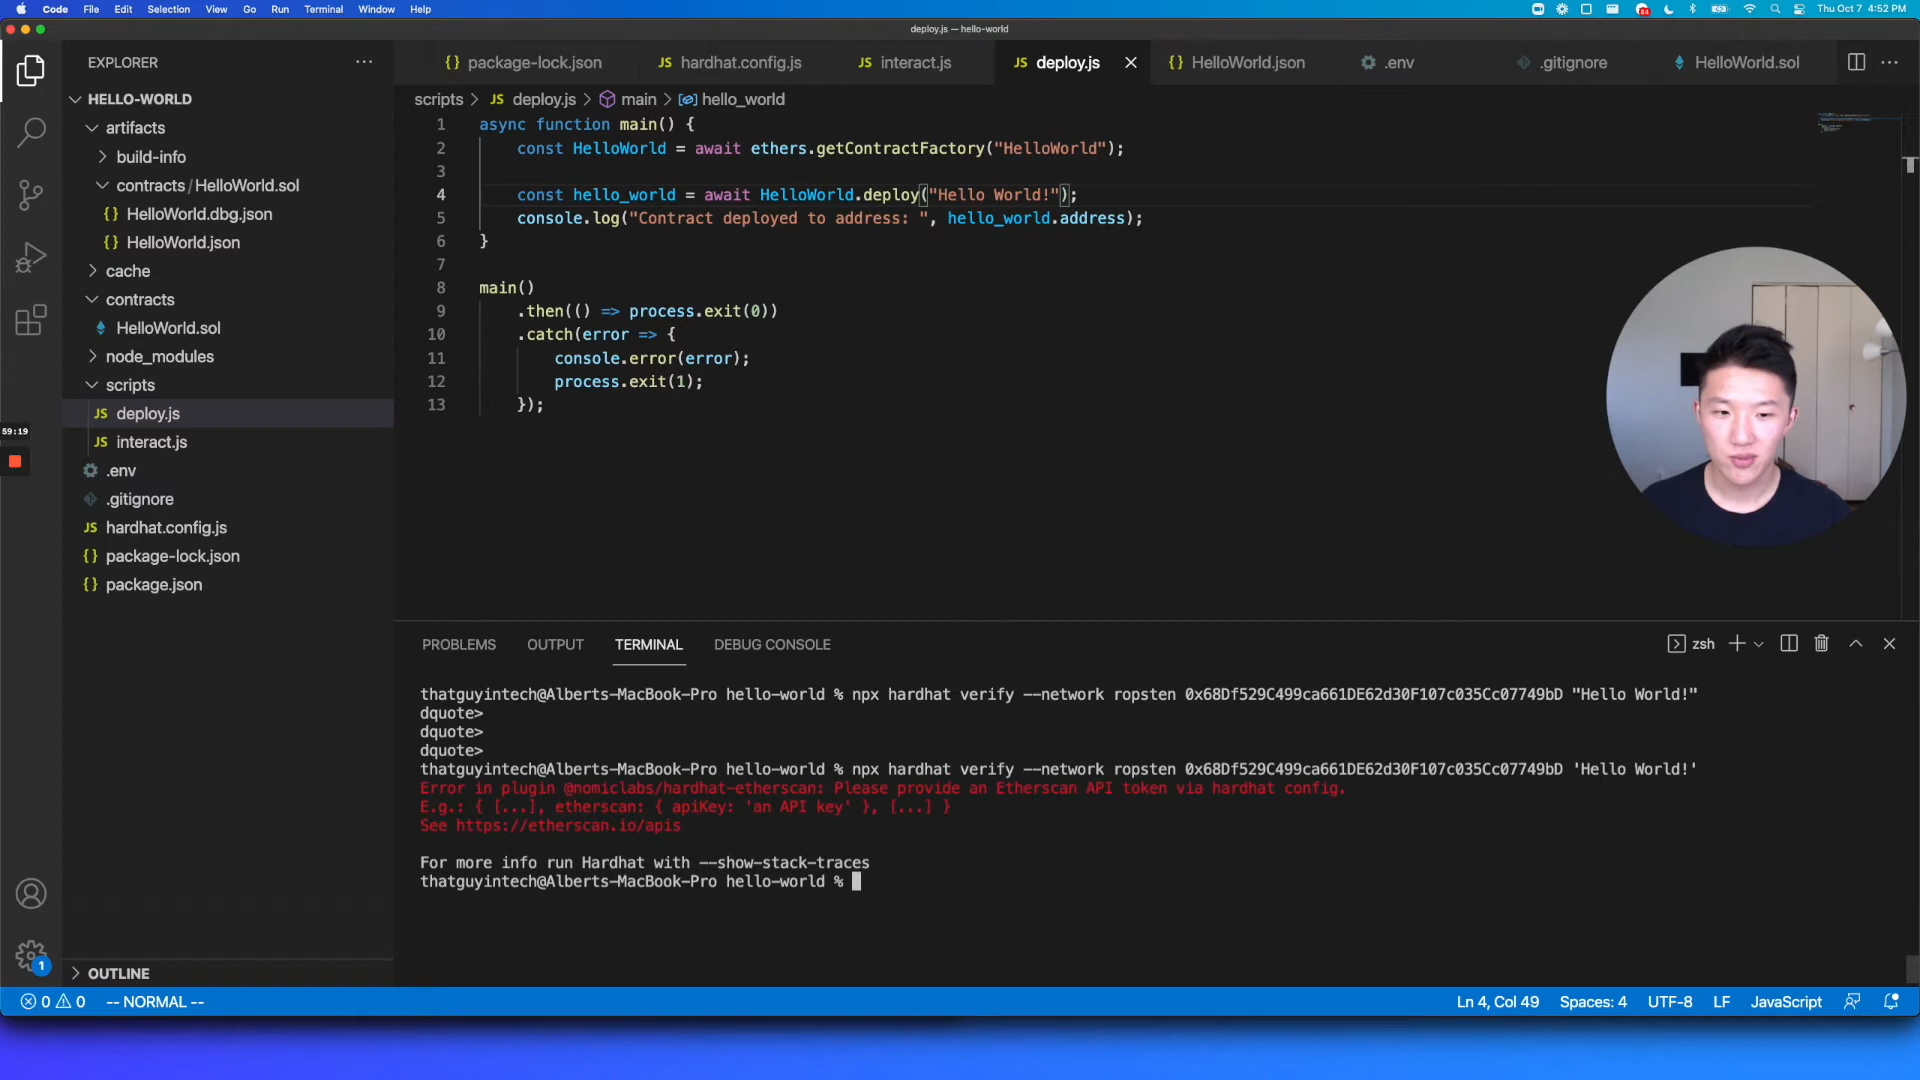 Code File Edit Selection View Go Run Terminal Window Help
84
Thu Oct 7 4:52 PM
deploy.js — hello-world
EXPLORER
HELLO-WORLD
artifacts
build-info
contracts / HelloWorld.sol
HelloWorld.dbg.json
HelloWorld.json
cache
contracts
HelloWorld.sol
node_modules
scripts
deploy.js
interact.js
.env
.gitignore
hardhat.config.js
package-lock.json
package.json
59:19
OUTLINE
1
package-lock.json
hardhat.config.js
interact.js
deploy.js
HelloWorld.json
.env
.gitignore
HelloWorld.sol
scripts > JS deploy.js > main > hello_world
1 async function main() {
2 const HelloWorld = await ethers.getContractFactory("HelloWorld");
3
4 const hello_world = await HelloWorld.deploy("Hello World!");
5 console.log("Contract deployed to address: ", hello_world.address);
6 }
7
8 main()
9 .then(() => process.exit(0))
10 .catch(error => {
11 console.error(error);
12 process.exit(1);
13 });
PROBLEMS OUTPUT TERMINAL DEBUG CONSOLE
zsh
thatguyintech@Alberts-MacBook-Pro hello-world % npx hardhat verify --network ropsten 0x68Df529C499ca661DE62d30F107c035Cc07749bD "Hello World!"
dquote>
dquote>
dquote>
thatguyintech@Alberts-MacBook-Pro hello-world % npx hardhat verify --network ropsten 0x68Df529C499ca661DE62d30F107c035Cc07749bD 'Hello World!'
Error in plugin @nomiclabs/hardhat-etherscan: Please provide an Etherscan API token via hardhat config.
E.g.: { [...], etherscan: { apiKey: 'an API key' }, [...] }
See https://etherscan.io/apis
For more info run Hardhat with --show-stack-traces
thatguyintech@Alberts-MacBook-Pro hello-world %
0 0 -- NORMAL --
Ln 4, Col 49 Spaces: 4 UTF-8 LF JavaScript